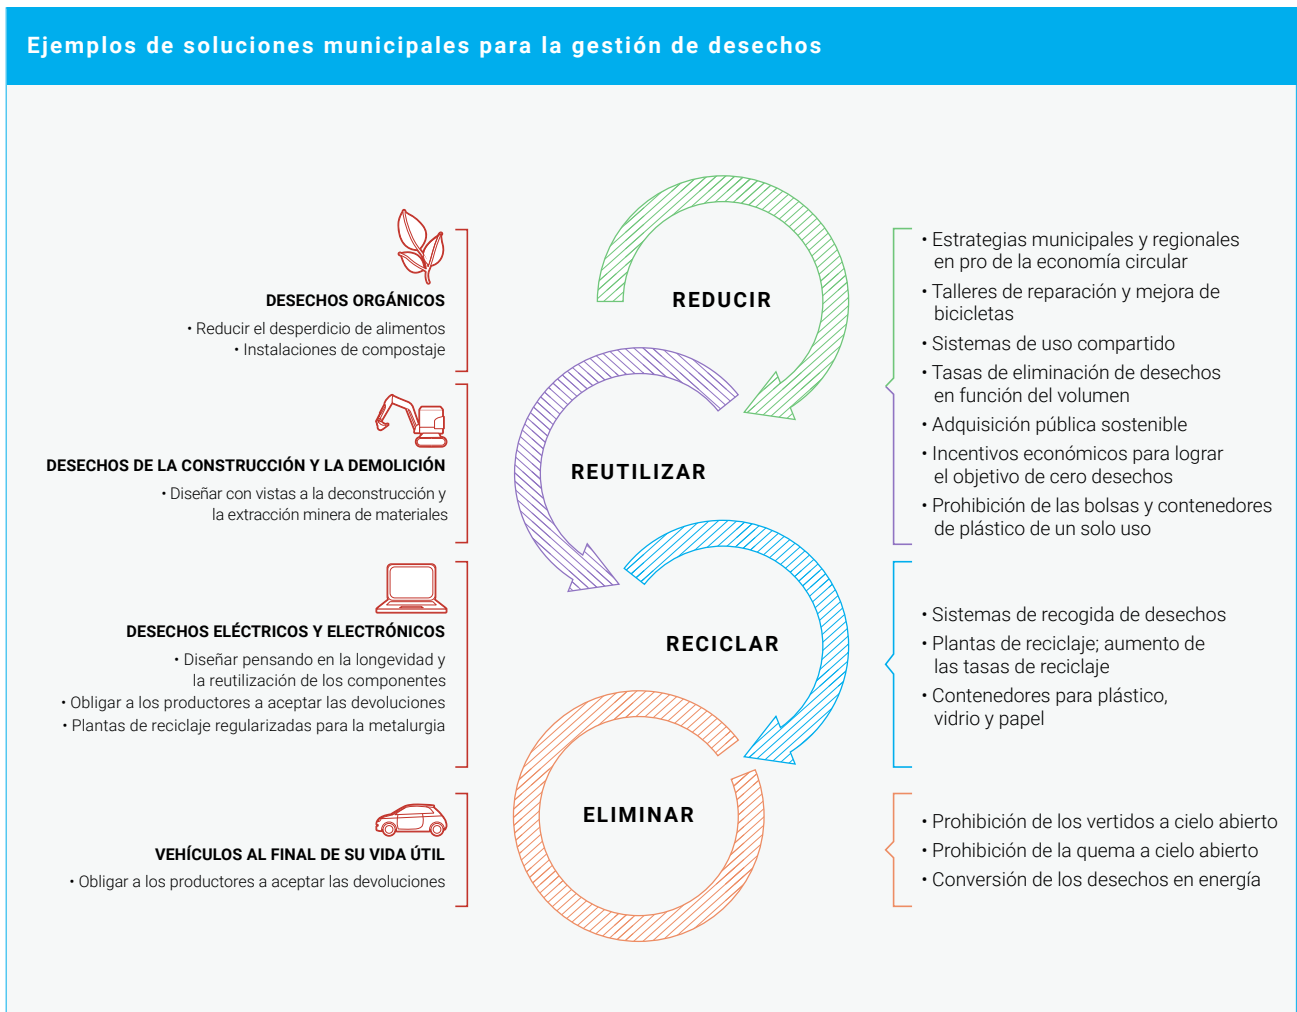 Ejemplos de soluciones municipales para la gestión de desechos
DESECHOS ORGÁNICOS
• Reducir el desperdicio de alimentos
• Instalaciones de compostaje
DESECHOS DE LA CONSTRUCCIÓN Y LA DEMOLICIÓN
• Diseñar con vistas a la deconstrucción y
la extracción minera de materiales
DESECHOS ELÉCTRICOS Y ELECTRÓNICOS
• Diseñar pensando en la longevidad y
la reutilización de los componentes
• Obligar a los productores a aceptar las devoluciones
• Plantas de reciclaje regularizadas para la metalurgia
VEHÍCULOS AL FINAL DE SU VIDA ÚTIL
• Obligar a los productores a aceptar las devoluciones
REDUCIR
REUTILIZAR
RECICLAR
ELIMINAR
• Estrategias municipales y regionales
en pro de la economía circular
• Talleres de reparación y mejora de
bicicletas
• Sistemas de uso compartido
• Tasas de eliminación de desechos
en función del volumen
• Adquisición pública sostenible
• Incentivos económicos para lograr
el objetivo de cero desechos
• Prohibición de las bolsas y contenedores
de plástico de un solo uso
• Sistemas de recogida de desechos
• Plantas de reciclaje; aumento de
las tasas de reciclaje
• Contenedores para plástico,
vidrio y papel
• Prohibición de los vertidos a cielo abierto
• Prohibición de la quema a cielo abierto
• Conversión de los desechos en energía